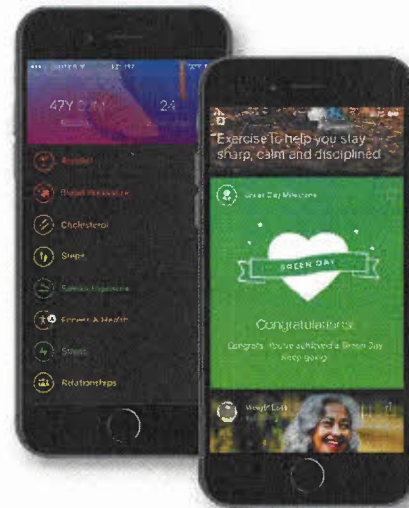 47Y
24
Alcohol
Blood Pressure
Cholesterol
Steps
Fitness & Health
Stress
Relationships
Exercise to help you stay
sharp, calm and disciplined
Green Day Milestone
GREEN DAY
Congratulations!
Congrats. You've achieved a Green Day.
Keep going.
Weight Loss